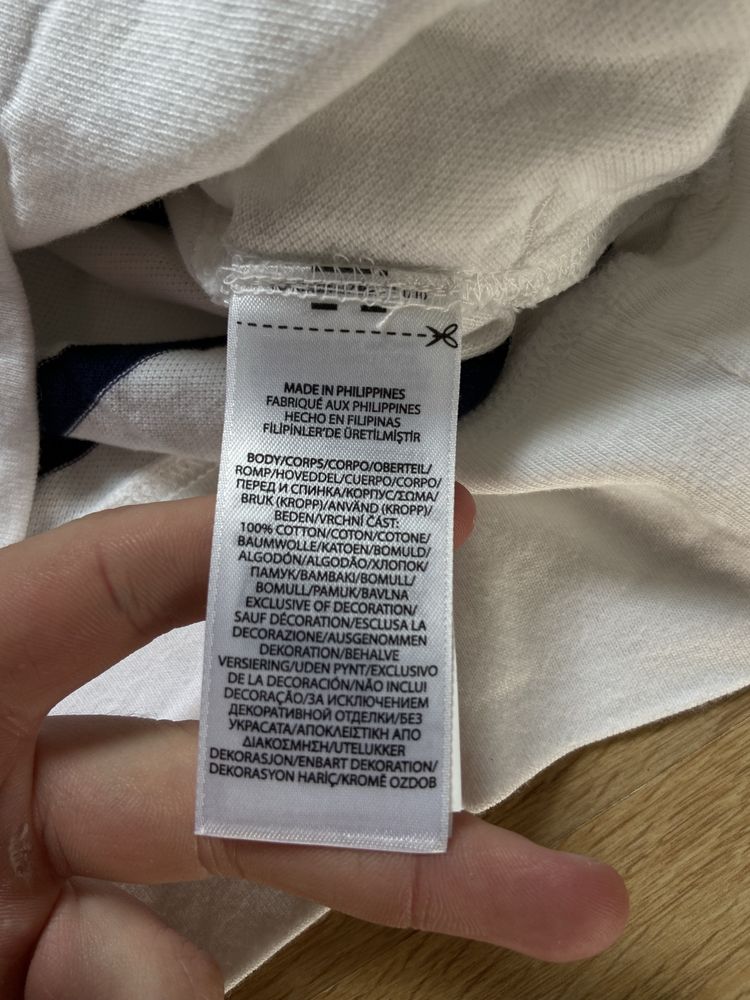 MADE IN PHILIPPINES
FABRIQUÉ AUX PHILIPPINES
HECHO EN FILIPINAS
FİLİPİNLER'DE ÜRETİLMİŞTİR
BODY/CORPS/CORPO/OBERTEIL/
ROMP/HOVEDDEL/CUERPO/CORPO/
ПЕРЕД И СПИНКА/КОРПУС/ΣΩΜΑ/
BRUK (KROPP)/ANVÄND (KROPP)/
BEDEN/VRCHNÍ ČÁST:
100% COTTON/COTON/COTONE/
BAUMWOLLE/KATOEN/BOMULD/
ALGODÓN/ALGODÃO/ХЛОПОК/
ПАМУК/ΒΑΜΒΑΚΙ/BOMULL/
BOMULL/PAMUK/BAVLNA
EXCLUSIVE OF DECORATION/
SAUF DÉCORATION/ESCLUSA LA
DECORAZIONE/AUSGENOMMEN
DEKORATION/BEHALVE
VERSIERING/UDEN PYNT/EXCLUSIVO
DE LA DECORACIÓN/NÃO INCLUI
DECORAÇÃO/ЗА ИСКЛЮЧЕНИЕМ
ДЕКОРАТИВНОЙ ОТДЕЛКИ/БЕЗ
УКРАСАТА/ΑΠΟΚΛΕΙΣΤΙΚΗ ΑΠΟ
ΔΙΑΚΟΣΜΗΣΗ/UTELUKKER
DEKORASJON/ENBART DEKORATION/
DEKORASYON HARİÇ/KROMĚ OZDOB